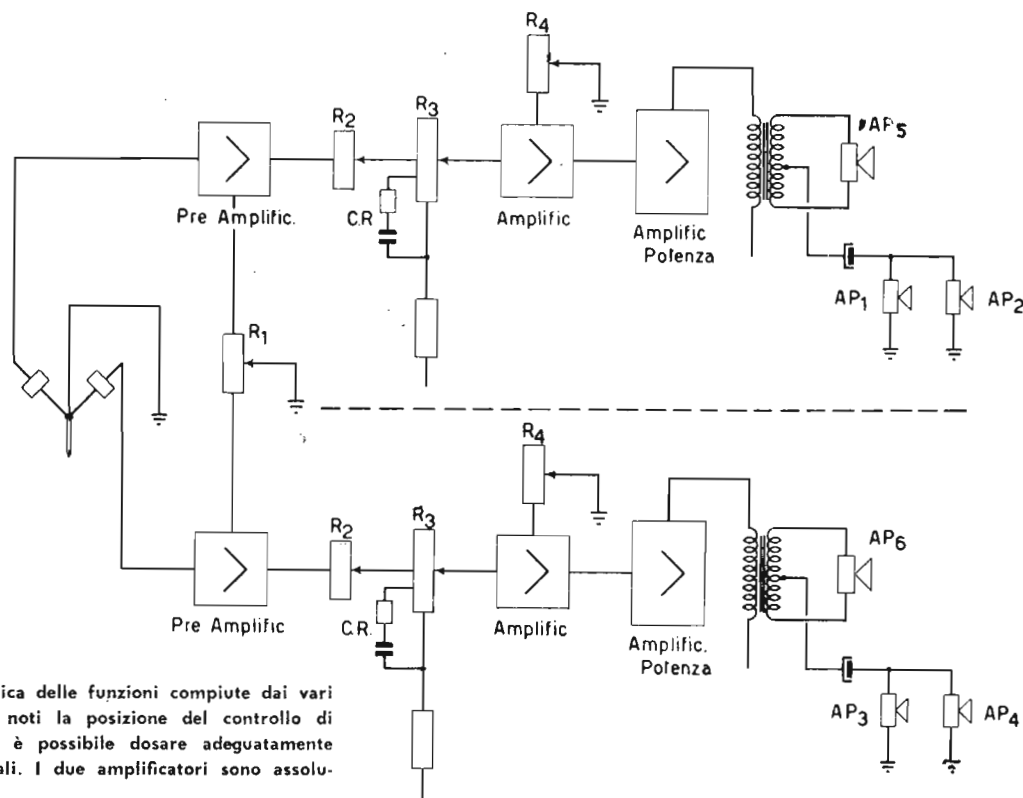 R4
R2
R3
AP5
Pre Amplific.
C.R
Amplific
Amplific
Potenza
AP1
AP2
R1
R4
R2
R3
AP6
Pre Amplific
C.R.
Amplific
Amplific.
Potenza
AP3
AP4
ica delle funzioni compiute dai vari
noti la posizione del controllo di
è possibile dosare adeguatamente
ali. I due amplificatori sono assolu-